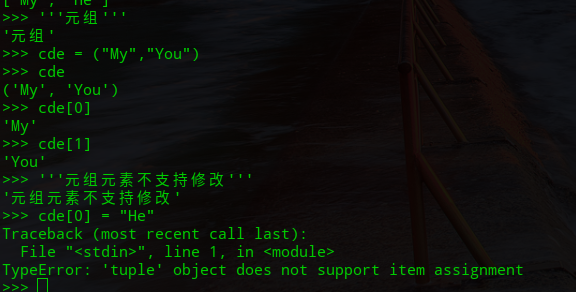 ['My', 'He']
>>> '''元组'''
'元组'
>>> cde = ("My","You")
>>> cde
('My', 'You')
>>> cde[0]
'My'
>>> cde[1]
'You'
>>> '''元组元素不支持修改'''
'元组元素不支持修改'
>>> cde[0] = "He"
Traceback (most recent call last):
  File "<stdin>", line 1, in <module>
TypeError: 'tuple' object does not support item assignment
>>>